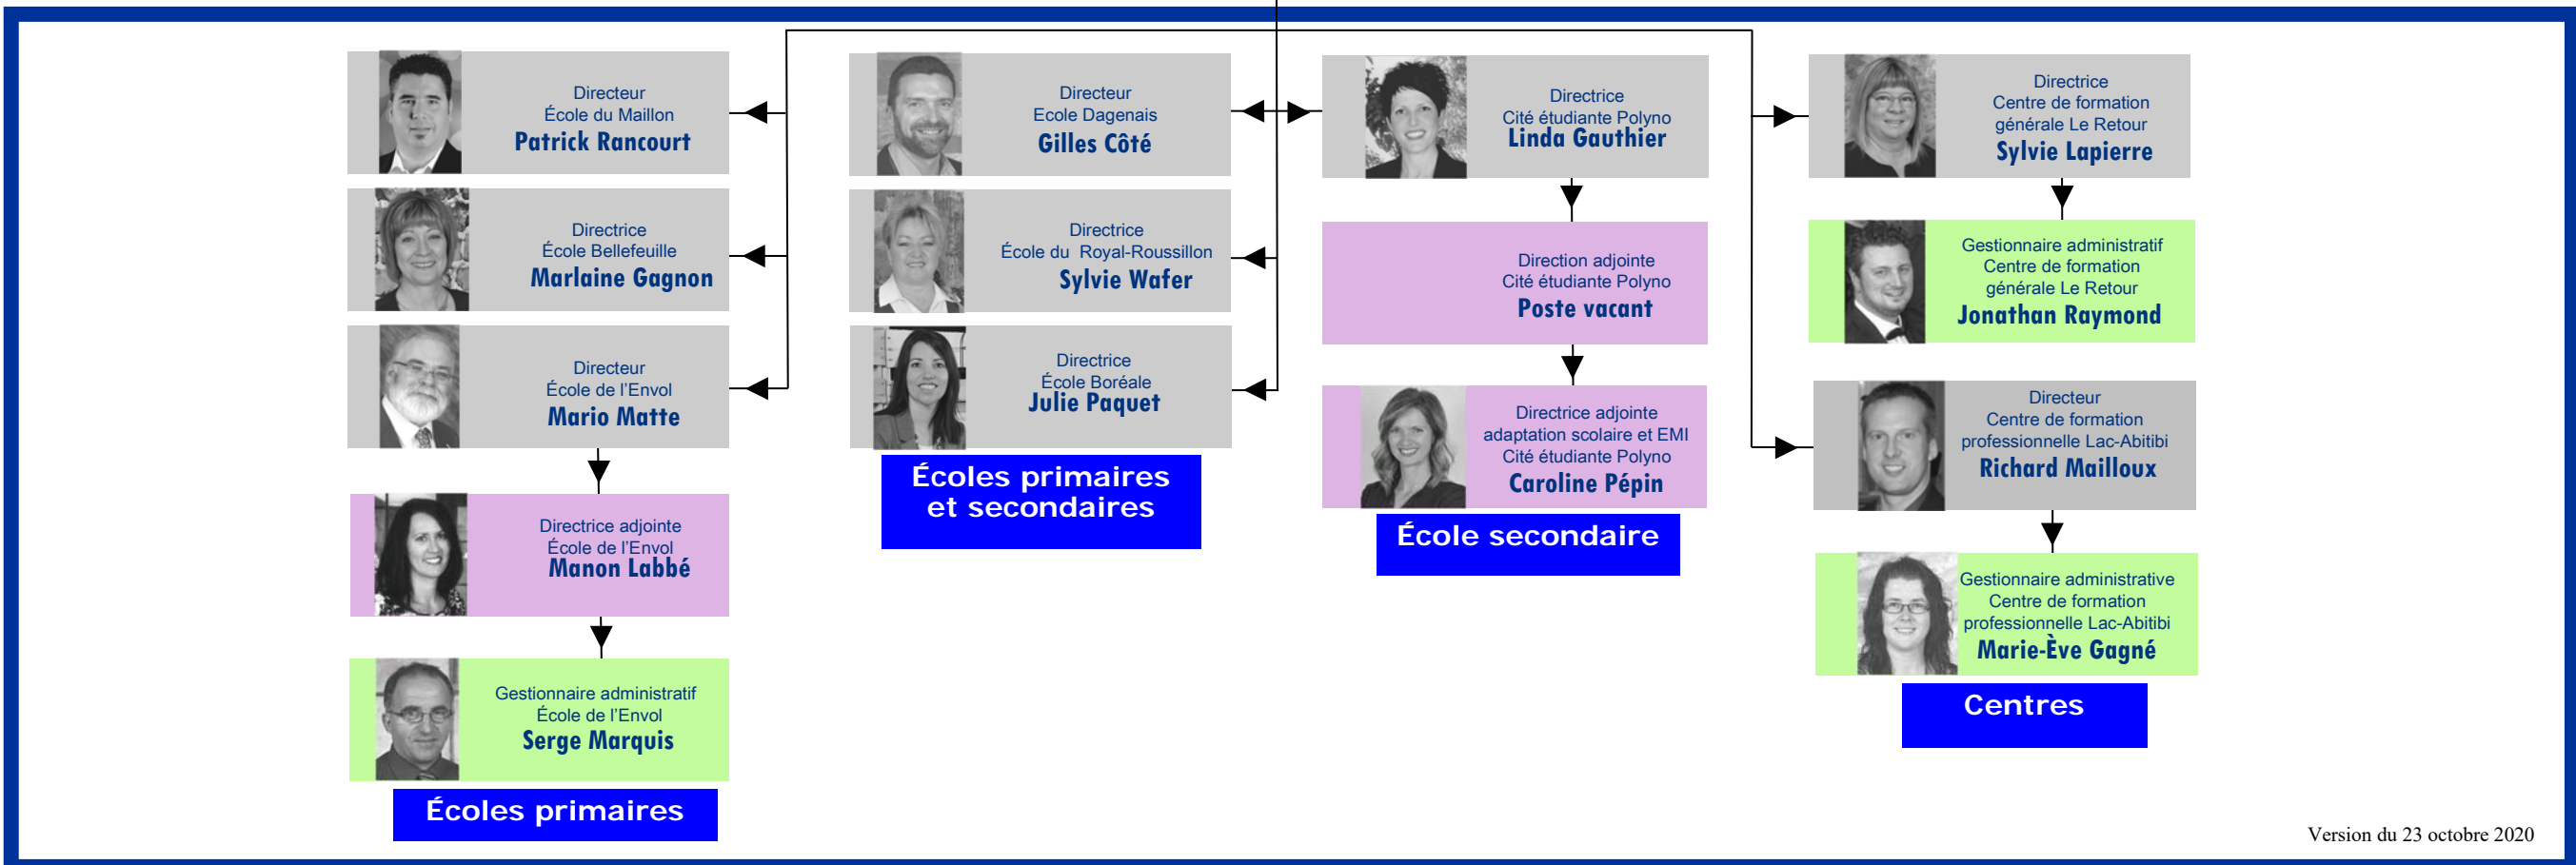 Directeur
École du Maillon
Patrick Rancourt
Directrice
École Bellefeuille
Marlaine Gagnon
Directeur
École de l'Envol
Mario Matte
Directrice adjointe
École de l'Envol
Manon Labbé
Gestionnaire administratif
École de l'Envol
Serge Marquis
Écoles primaires
Directeur
Ecole Dagenais
Gilles Côté
Directrice
École du Royal-Roussillon
Sylvie Wafer
Directrice
École Boréale
Julie Paquet
Écoles primaires
et secondaires
Directrice
Cité étudiante Polyno
Linda Gauthier
Direction adjointe
Cité étudiante Polyno
Poste vacant
Directrice adjointe
adaptation scolaire et EMI
Cité étudiante Polyno
Caroline Pépin
École secondaire
Directrice
Centre de formation
générale Le Retour
Sylvie Lapierre
Gestionnaire administratif
Centre de formation
générale Le Retour
Jonathan Raymond
Directeur
Centre de formation
professionnelle Lac-Abitibi
Richard Mailloux
Gestionnaire administrative
Centre de formation
professionnelle Lac-Abitibi
Marie-Ève Gagné
Centres
Version du 23 octobre 2020